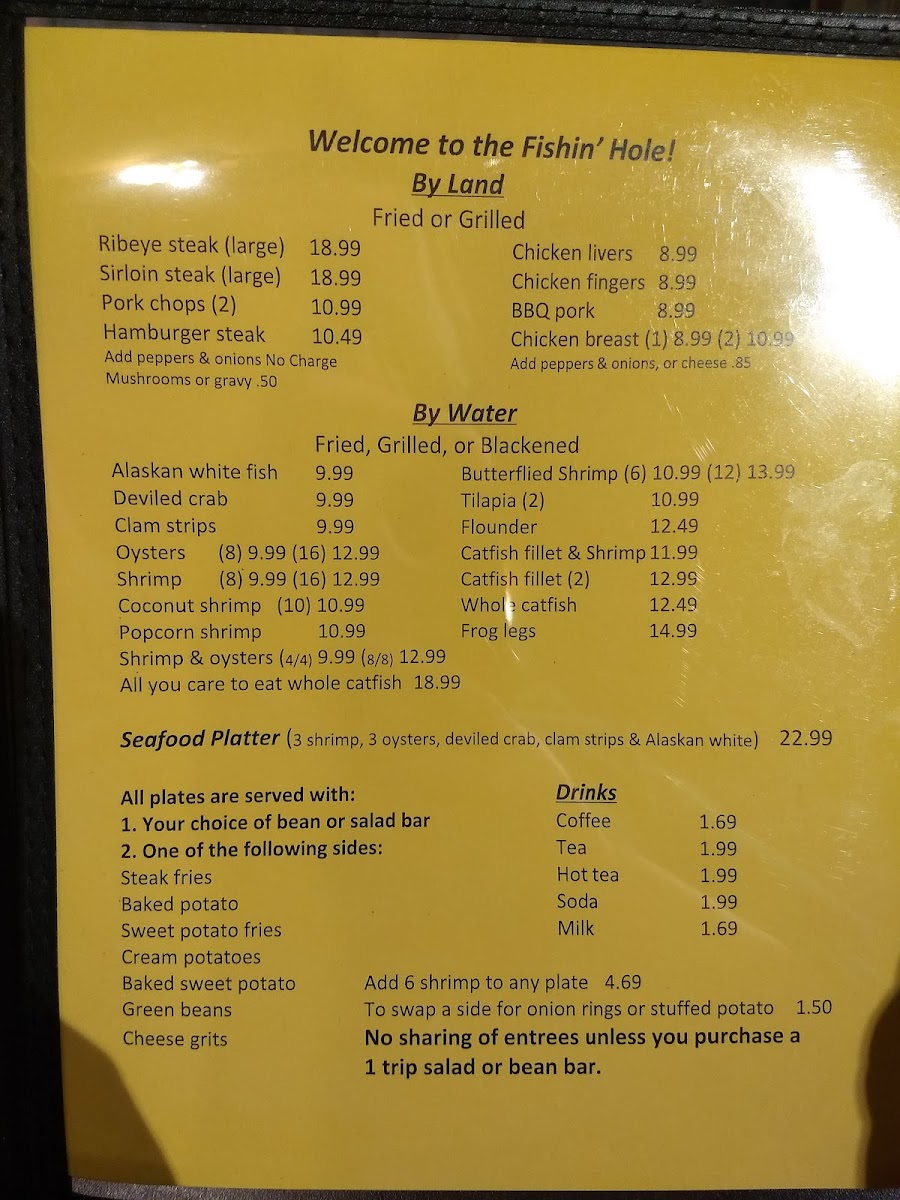 Welcome to the Fishin' Hole!
By Land
Fried or Grilled
Ribeye steak (large) 18.99
Sirloin steak (large) 18.99
Pork chops (2) 10.99
Hamburger steak 10.49
Add peppers & onions No Charge
Mushrooms or gravy .50
Chicken livers 8.99
Chicken fingers 8.99
BBQ pork 8.99
Chicken breast (1) 8.99 (2) 10.99
Add peppers & onions, or cheese .85
By Water
Fried, Grilled, or Blackened
Alaskan white fish 9.99
Deviled crab 9.99
Clam strips 9.99
Oysters (8) 9.99 (16) 12.99
Shrimp (8) 9.99 (16) 12.99
Coconut shrimp (10) 10.99
Popcorn shrimp 10.99
Shrimp & oysters (4/4) 9.99 (8/8) 12.99
All you care to eat whole catfish 18.99
Butterflied Shrimp (6) 10.99 (12) 13.99
Tilapia (2) 10.99
Flounder 12.49
Catfish fillet & Shrimp 11.99
Catfish fillet (2) 12.99
Whole catfish 12.49
Frog legs 14.99
Seafood Platter (3 shrimp, 3 oysters, deviled crab, clam strips & Alaskan white) 22.99
All plates are served with:
1. Your choice of bean or salad bar
2. One of the following sides:
Steak fries
Baked potato
Sweet potato fries
Cream potatoes
Baked sweet potato
Green beans
Cheese grits
Drinks
Coffee 1.69
Tea 1.99
Hot tea 1.99
Soda 1.99
Milk 1.69
Add 6 shrimp to any plate 4.69
To swap a side for onion rings or stuffed potato 1.50
No sharing of entrees unless you purchase a
1 trip salad or bean bar.